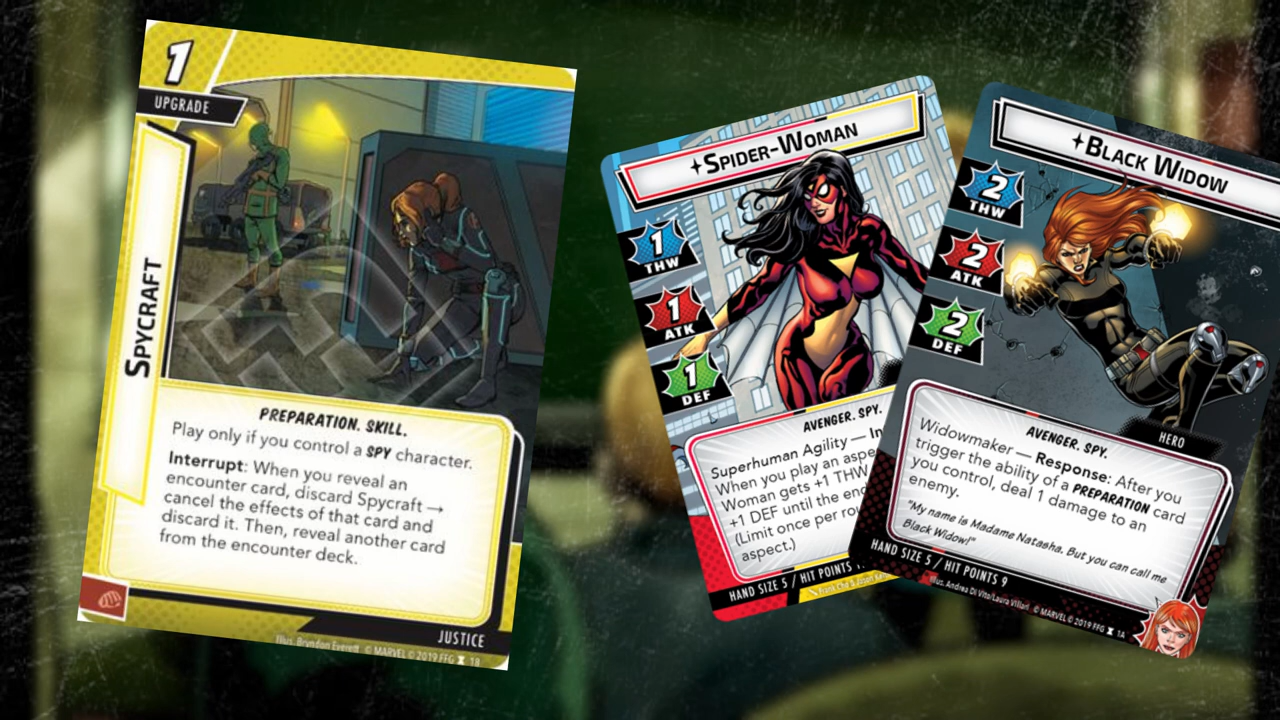 1
UPGRADE
SPYCRAFT
PREPARATION. SKILL.
Play only if you control a SPY character.
Interrupt: When you reveal an
encounter card, discard Spycraft →
cancel the effects of that card and
discard it. Then, reveal another card
from the encounter deck.
JUSTICE
Illus. Bryndon Everett © MARVEL © 2019 FFG 18
SPIDER-WOMAN
1
THW
1
ATK
1
DEF
AVENGER. SPY.
Superhuman Agility — In
When you play an aspe
Woman gets +1 THW
+1 DEF until the end
(Limit once per rou
aspect.)
HAND SIZE 5 / HIT POINTS
BLACK WIDOW
2
THW
2
ATK
2
DEF
HERO
AVENGER. SPY.
Widowmaker — Response: After you
trigger the ability of a PREPARATION card
you control, deal 1 damage to an
enemy.
"My name is Madame Natasha. But you can call me
Black Widow!"
HAND SIZE 5 / HIT POINTS 9
Illus. Andrea Di Vito/Laura Villari. © MARVEL © 2019 FFG 1A